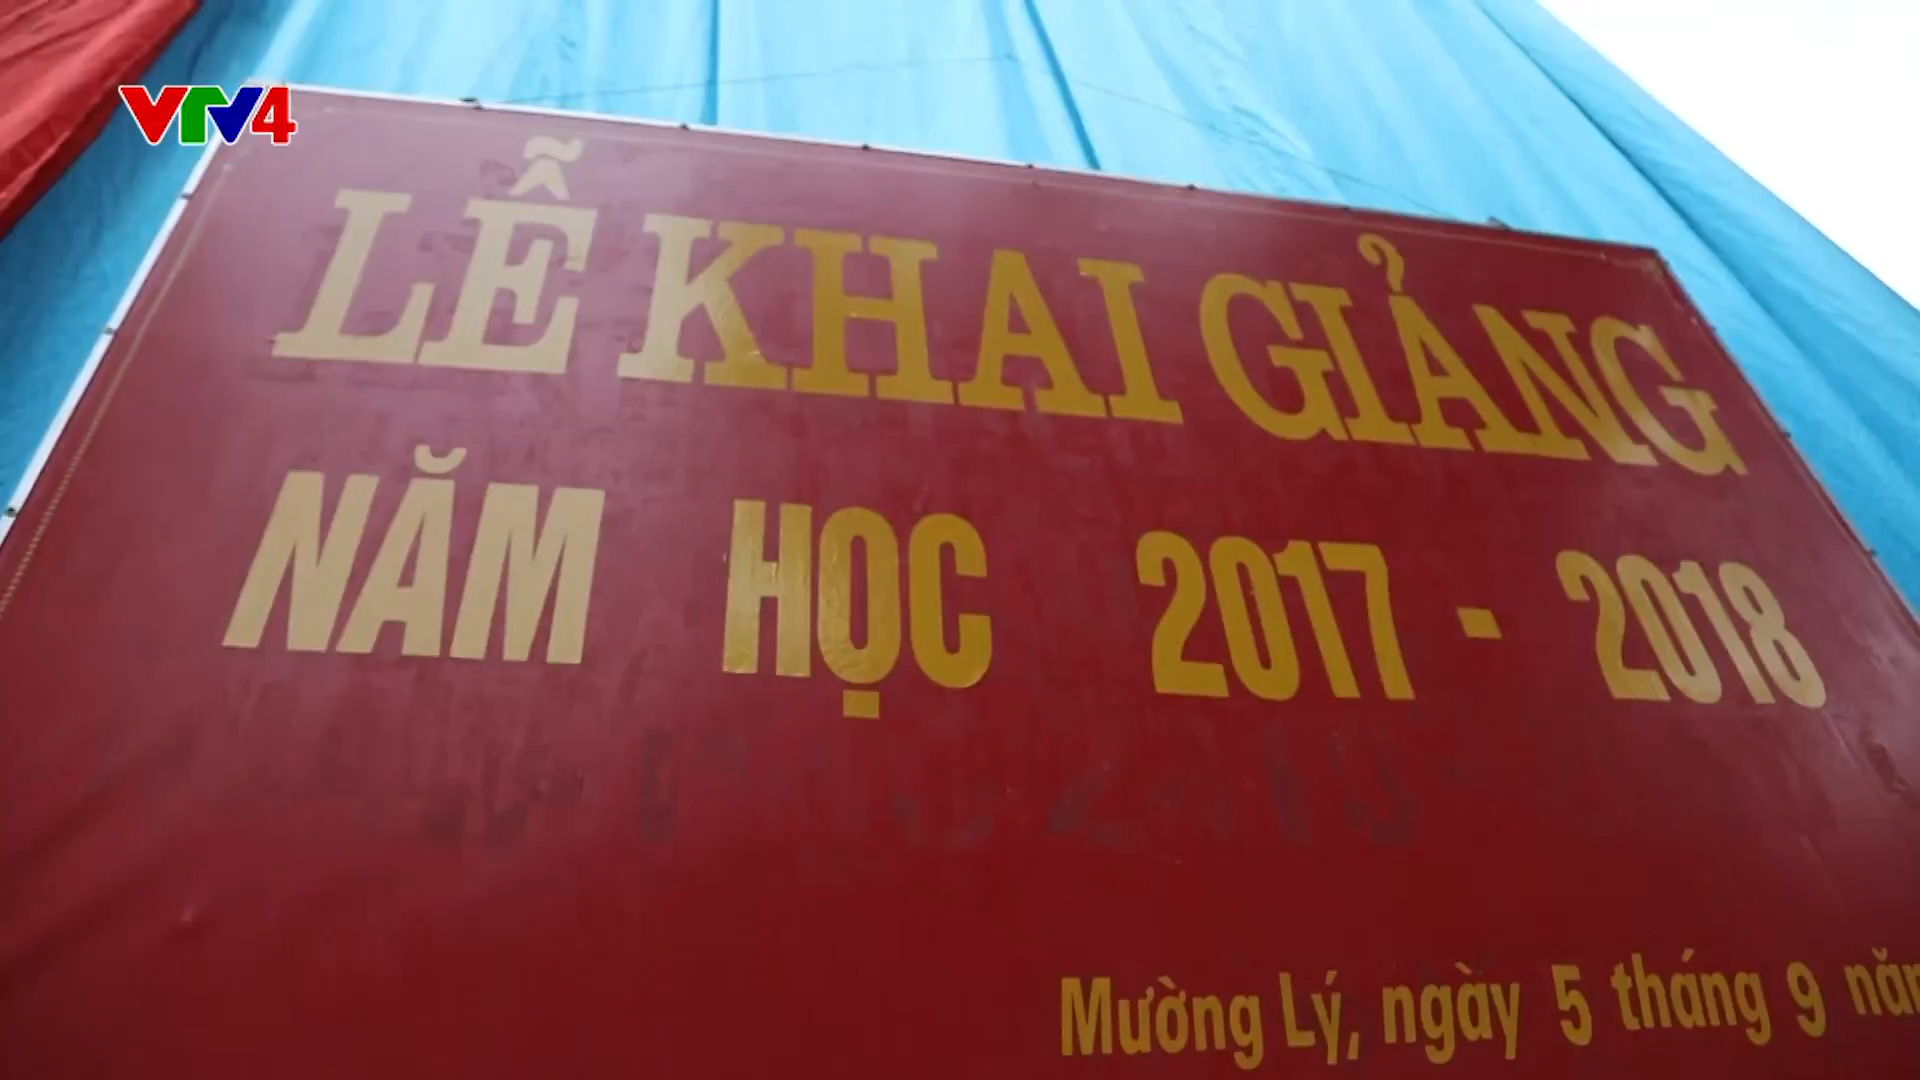 VTV4
LỄ KHAI GIẢNG
NĂM HỌC 2017 - 2018
Mường Lý, ngày 5 tháng 9